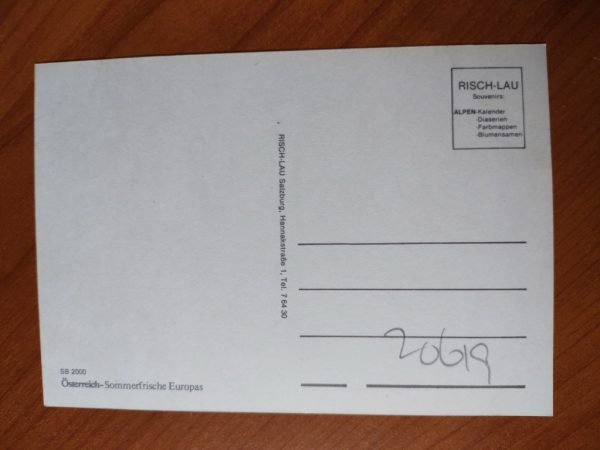 RISCH-LAU
Souvenirs:
ALPEN-Kalender
-Diaserien
-Farbmappen
-Blumensamen
RISCH-LAU Salzburg, Hannakstraße 1, Tel. 7 64 30
20619
SB 2000
Österreich-Sommerfrische Europas